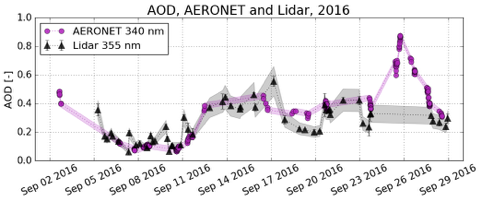 AOD, AERONET and Lidar, 2016
AERONET 340 nm
Lidar 355 nm
AOD [-]
1.0
0.8
0.6
0.4
0.2
0.0
Sep 02 2016
Sep 05 2016
Sep 08 2016
Sep 11 2016
Sep 14 2016
Sep 17 2016
Sep 20 2016
Sep 23 2016
Sep 26 2016
Sep 29 2016